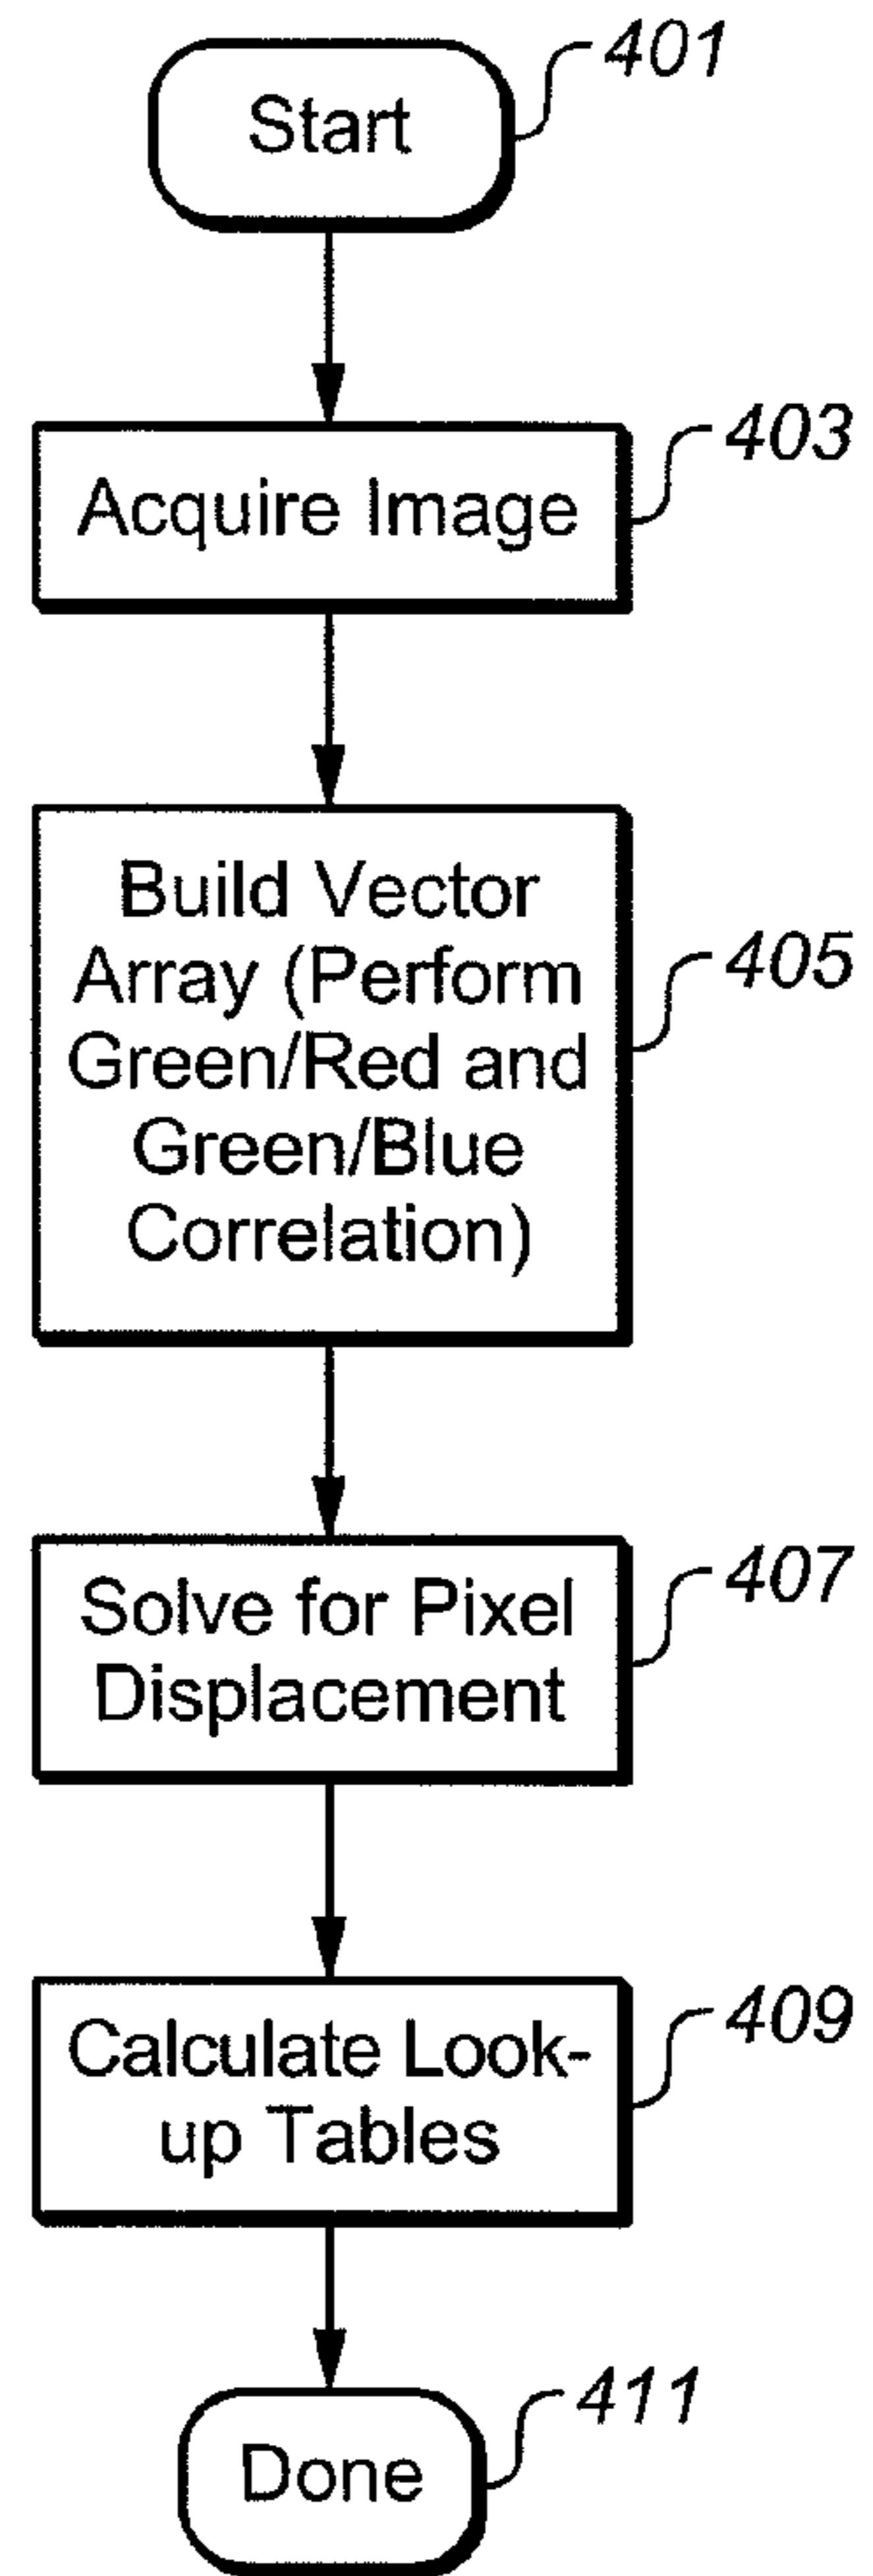 401
Start
403
Acquire Image
405
Build Vector
Array (Perform
Green/Red and
Green/Blue
Correlation)
407
Solve for Pixel
Displacement
409
Calculate Look-
up Tables
411
Done